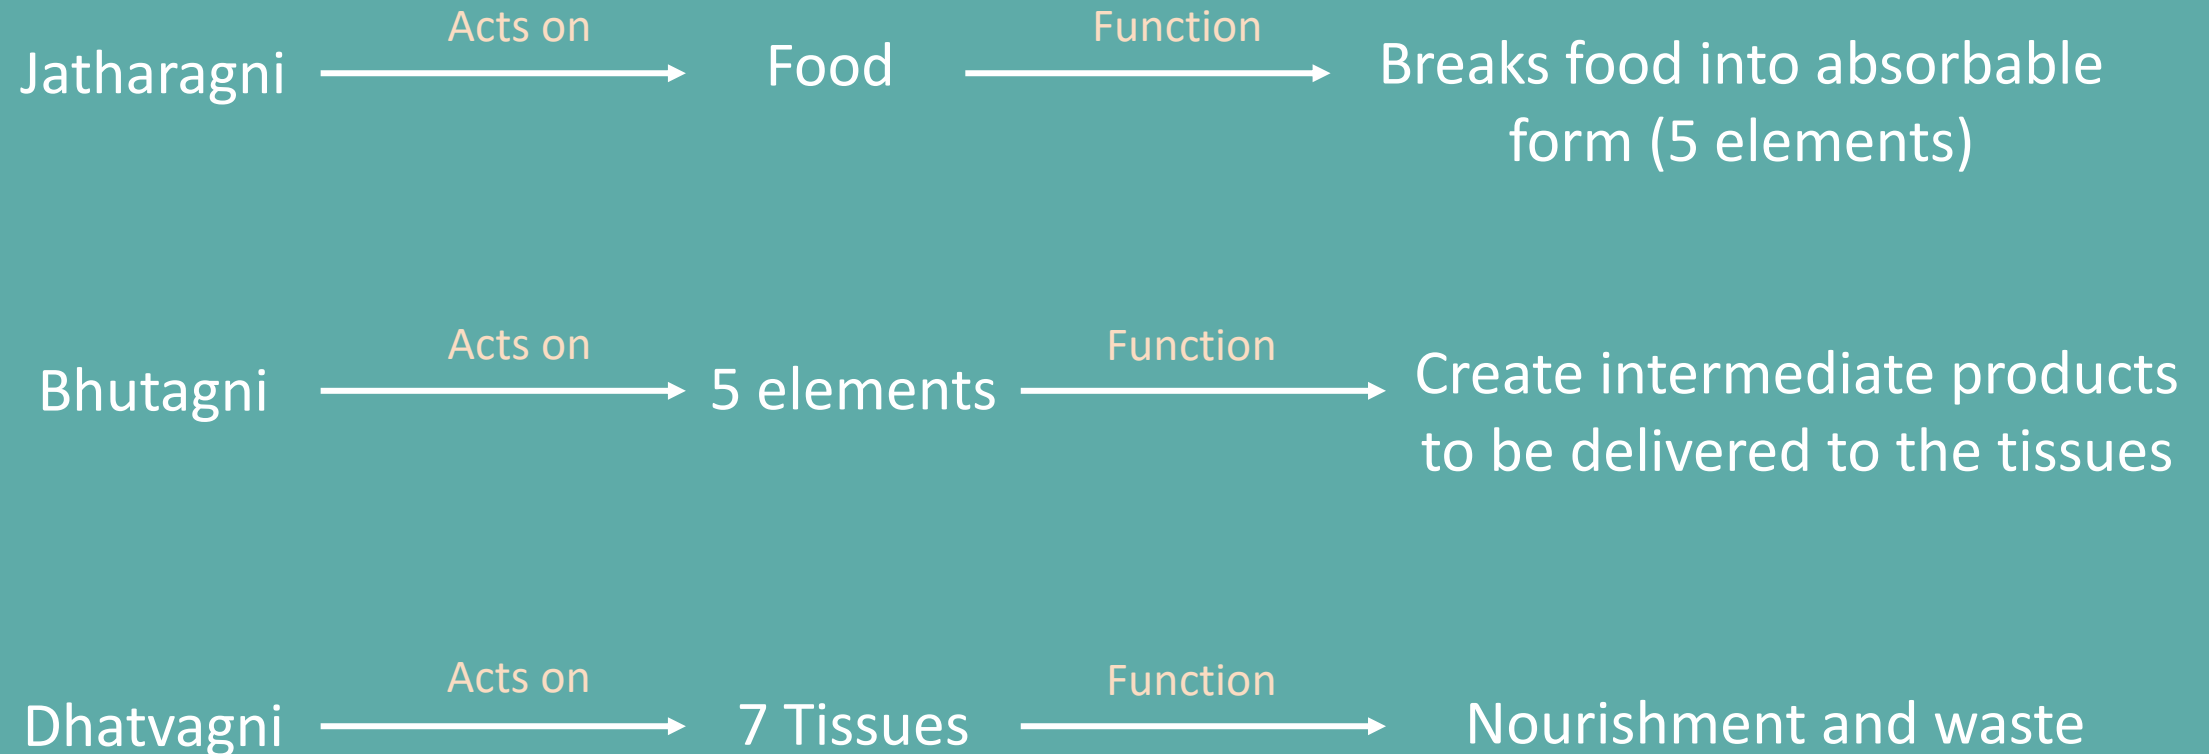 Jatharagni Acts on Food Function Breaks food into absorbable
form (5 elements)
Bhutagni Acts on 5 elements Function Create intermediate products
to be delivered to the tissues
Dhatvagni Acts on 7 Tissues Function Nourishment and waste